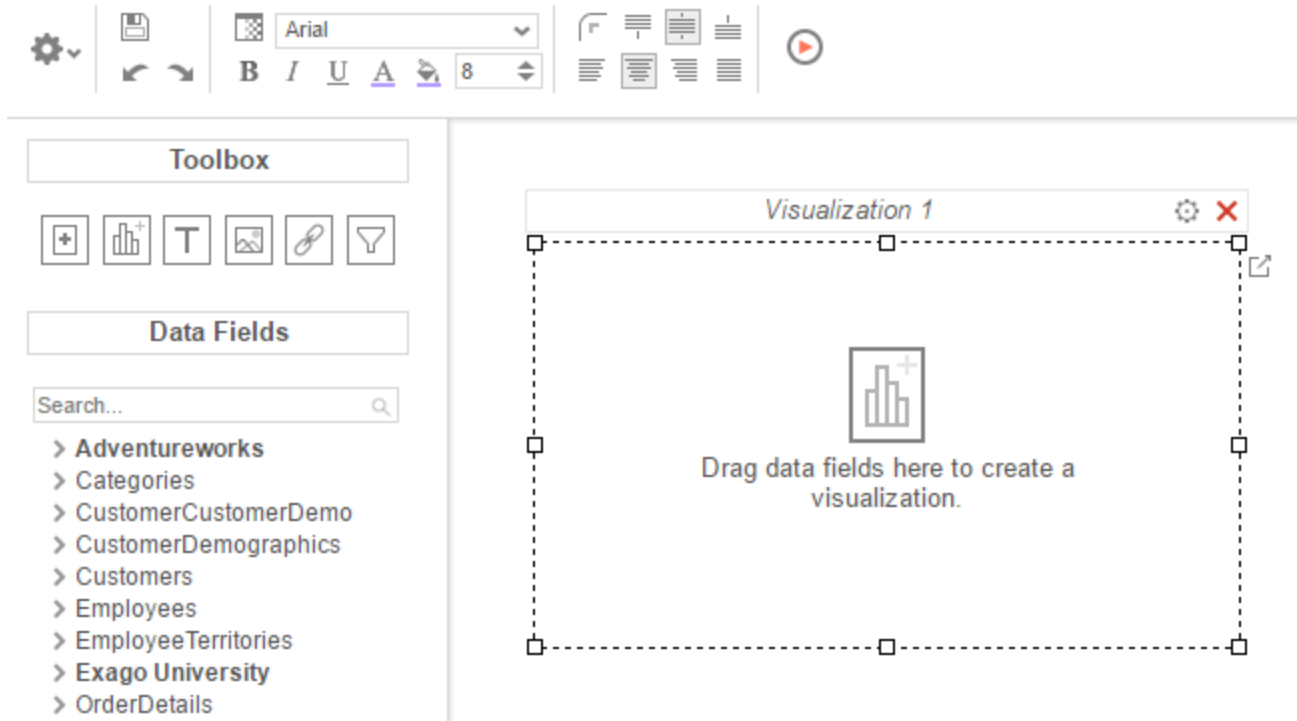 Arial
B I U A 8
Toolbox
T
Data Fields
Search...
Adventureworks
Categories
CustomerCustomerDemo
CustomerDemographics
Customers
Employees
EmployeeTerritories
Exago University
OrderDetails
Visualization 1
Drag data fields here to create a
visualization.